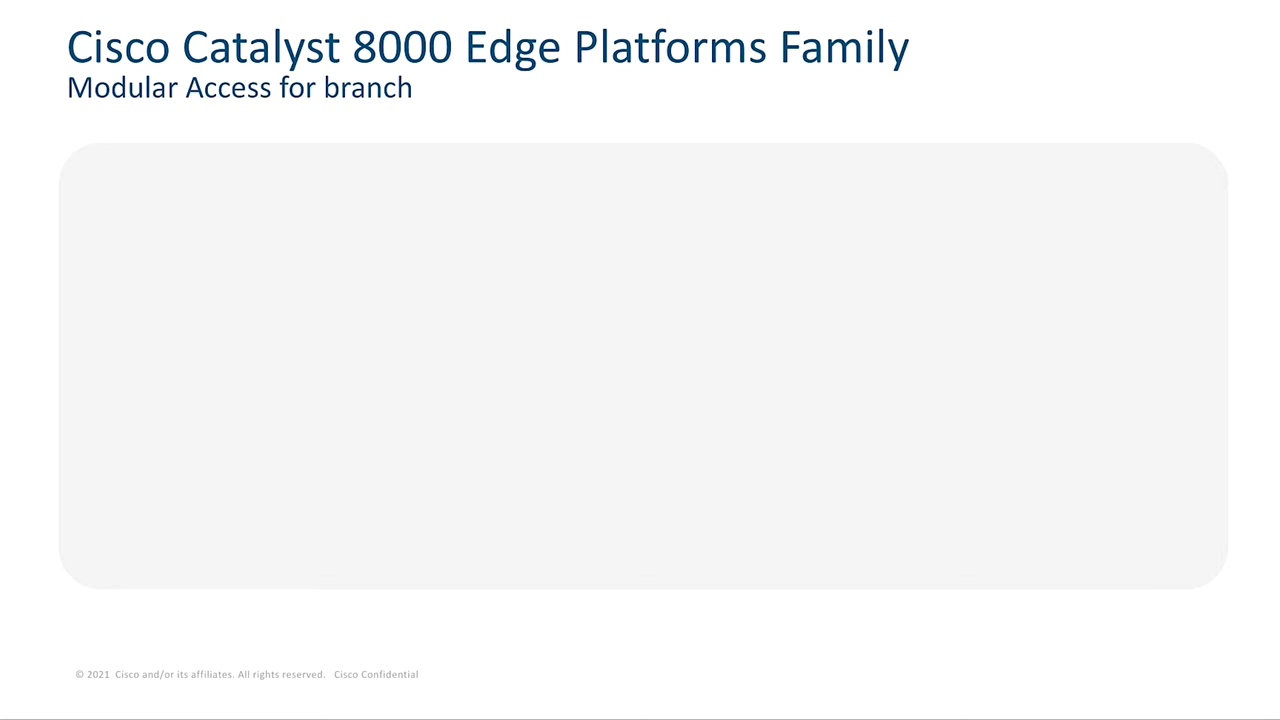 Cisco Catalyst 8000 Edge Platforms Family
Modular Access for branch
© 2021 Cisco and/or its affiliates. All rights reserved. Cisco Confidential